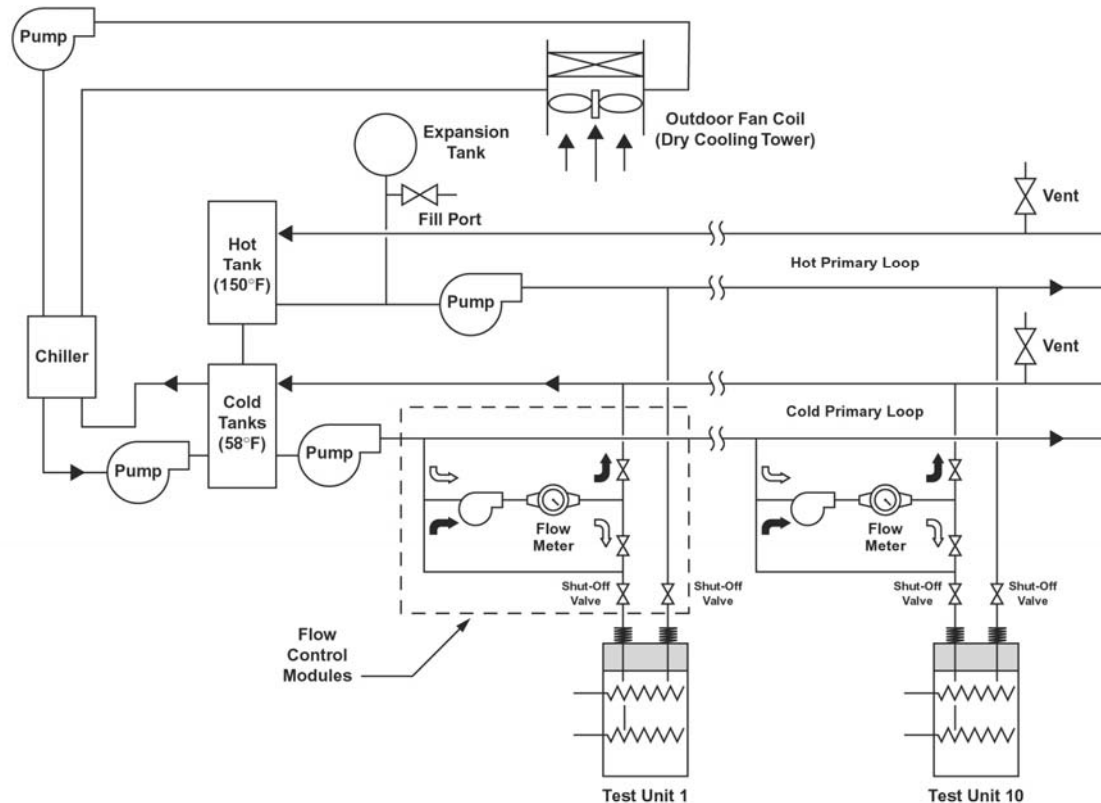 Pump
Expansion
Tank
Outdoor Fan Coil
(Dry Cooling Tower)
Fill Port
Vent
Hot
Tank
(150°F)
Hot Primary Loop
Pump
Chiller
Vent
Cold
Tanks
(58°F)
Cold Primary Loop
Pump
Pump
Flow
Meter
Flow
Meter
Shut-Off
Valve
Shut-Off
Valve
Shut-Off
Valve
Shut-Off
Valve
Flow
Control
Modules
Test Unit 1
Test Unit 10